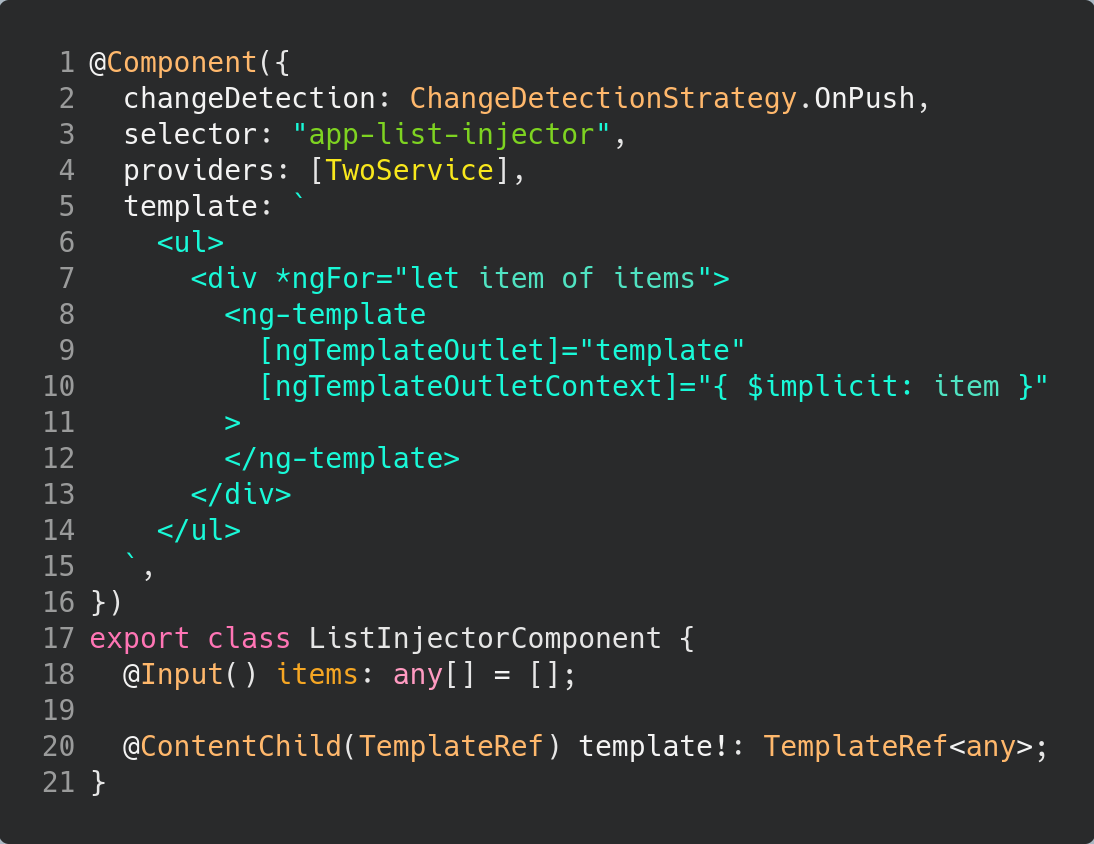 1 @Component({
2   changeDetection: ChangeDetectionStrategy.OnPush,
3   selector: "app-list-injector",
4   providers: [TwoService],
5   template: `
6     <ul>
7       <div *ngFor="let item of items">
8         <ng-template
9           [ngTemplateOutlet]="template"
10           [ngTemplateOutletContext]="{ $implicit: item }"
11         >
12         </ng-template>
13       </div>
14     </ul>
15   `,
16 })
17 export class ListInjectorComponent {
18   @Input() items: any[] = [];
19
20   @ContentChild(TemplateRef) template!: TemplateRef<any>;
21 }